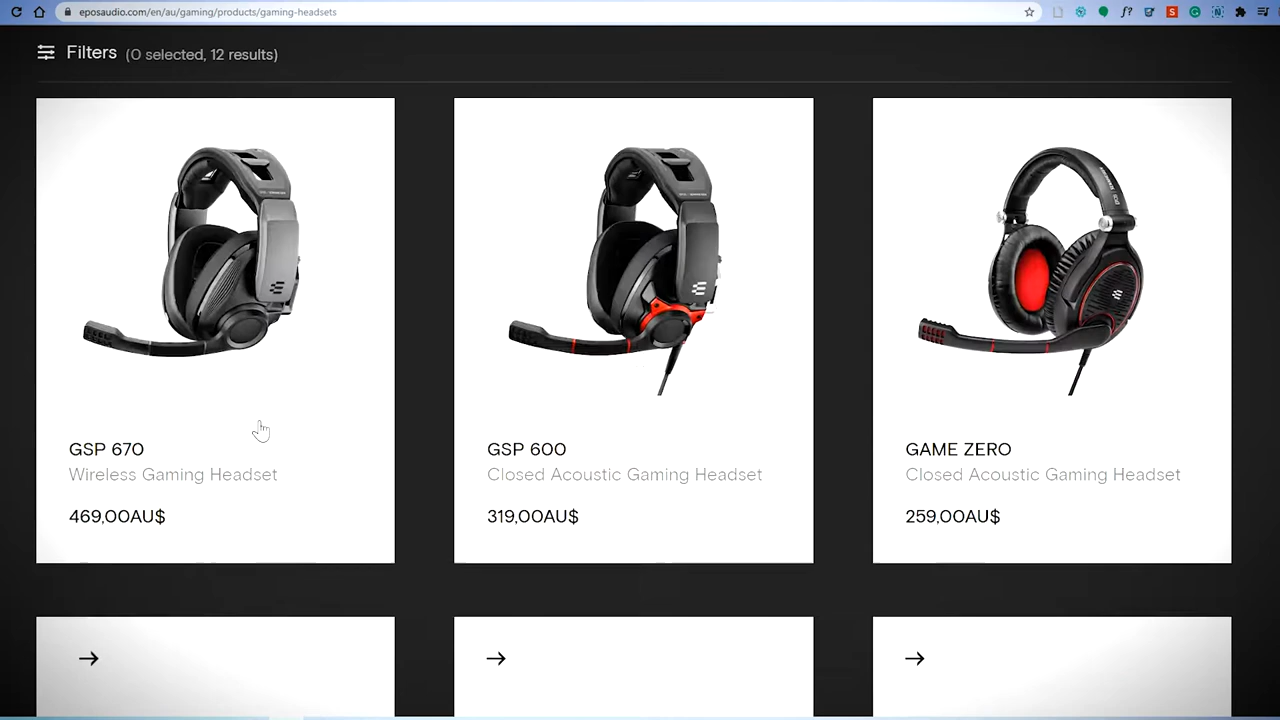 eposaudio.com/en/au/gaming/products/gaming-headsets
Filters (0 selected, 12 results)
GSP 670
Wireless Gaming Headset
469,00AU$
GSP 600
Closed Acoustic Gaming Headset
319,00AU$
GAME ZERO
Closed Acoustic Gaming Headset
259,00AU$